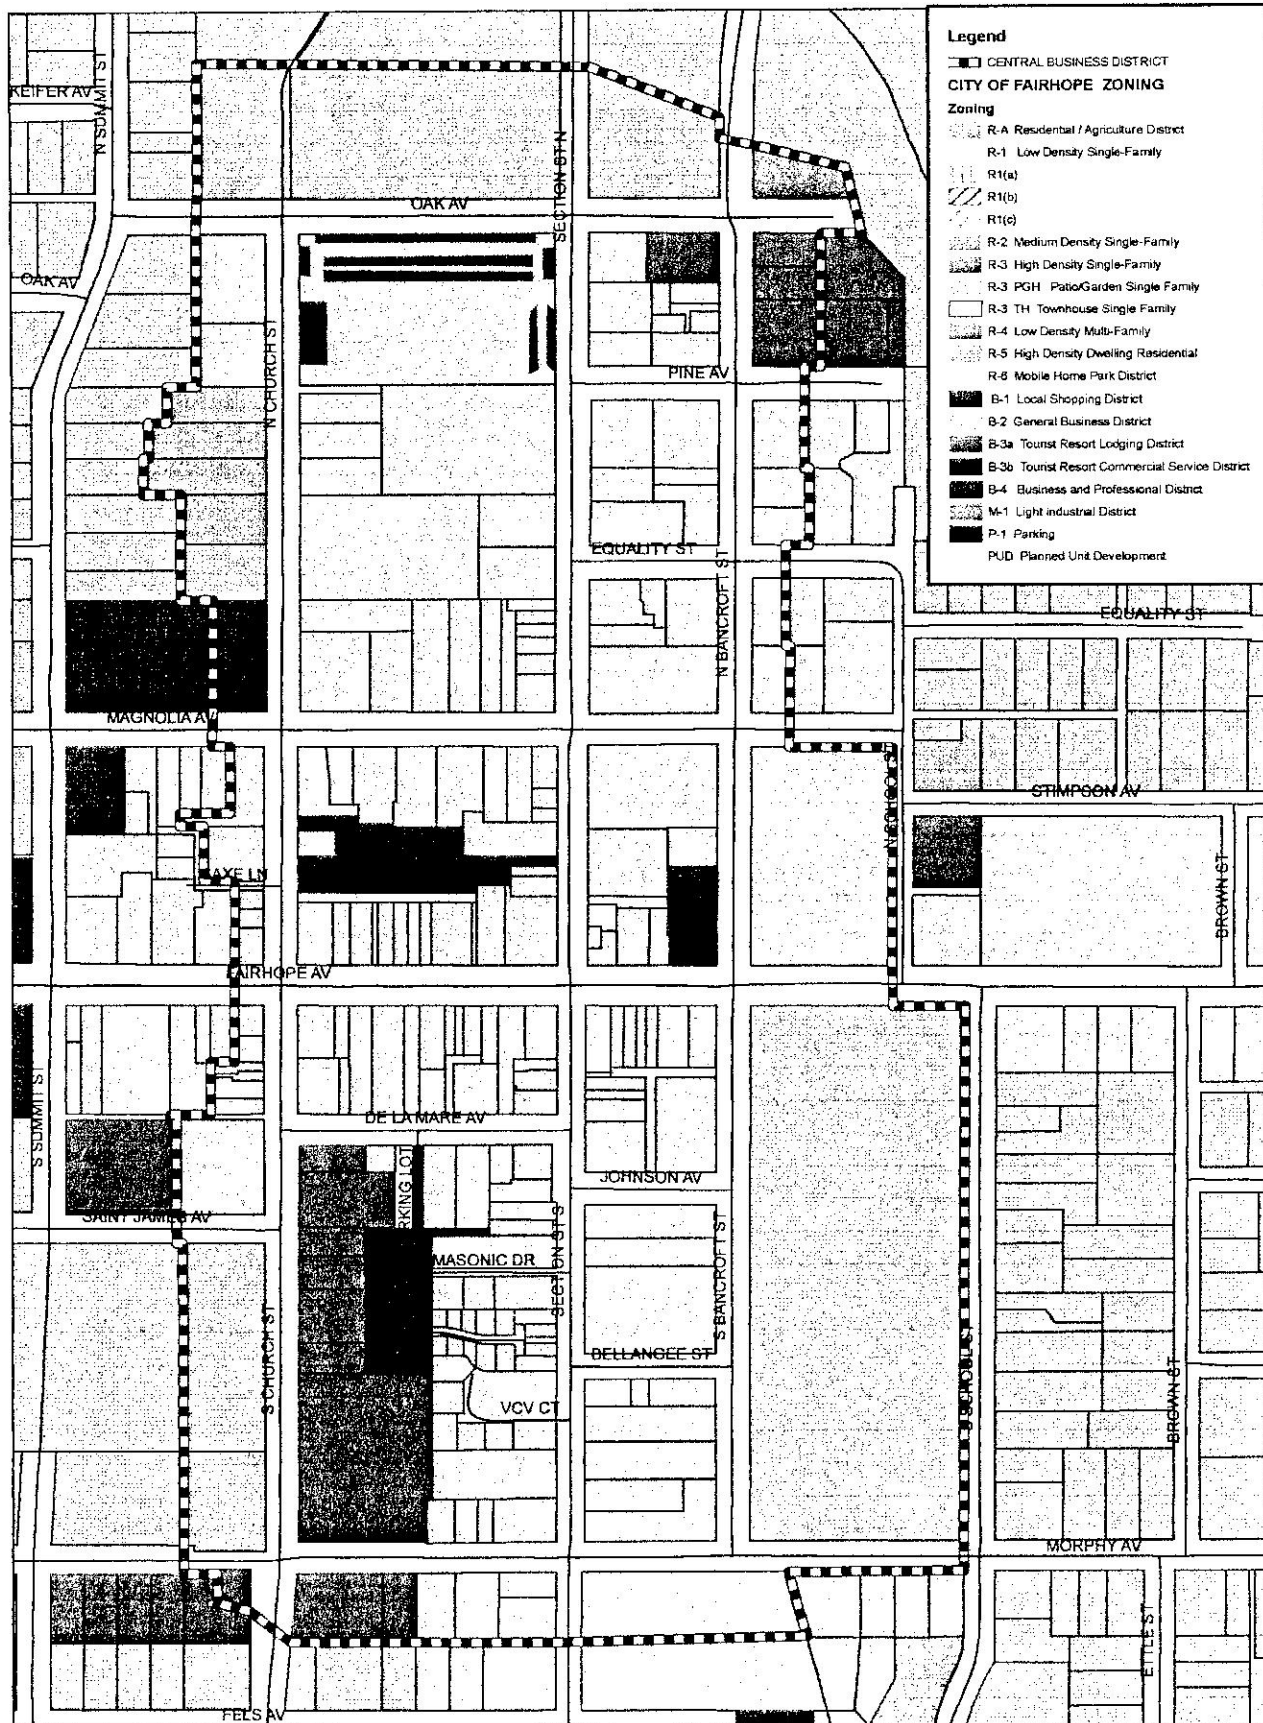 Legend
CENTRAL BUSINESS DISTRICT
CITY OF FAIRHOPE ZONING
Zoning
R-A Residential / Agriculture District
R-1 Low Density Single-Family
R1(a)
R1(b)
R1(c)
R-2 Medium Density Single-Family
R-3 High Density Single-Family
R-3 PGH Patio/Garden Single Family
R-3 TH Townhouse Single Family
R-4 Low Density Multi-Family
R-5 High Density Dwelling Residential
R-6 Mobile Home Park District
B-1 Local Shopping District
B-2 General Business District
B-3a Tourist Resort Lodging District
B-3b Tourist Resort Commercial Service District
B-4 Business and Professional District
M-1 Light industrial District
P-1 Parking
PUD Planned Unit Development
KEIFER AV
N SUMMIT ST
SECTION ST N
OAK AV
OAK AV
N CHURCH ST
PINE AV
EQUALITY ST
N BANCROFT ST
EQUALITY ST
MAGNOLIA AV
N SCHOOL ST
STIMPSON AV
BROWN ST
FAIRHOPE AV
S SUMMIT ST
DE LA MARE AV
RKING LOT
JOHNSON AV
SAINT JAMES AV
MASONIC DR
SECTION ST S
S BANCROFT ST
S CHURCH ST
BELLANGEE ST
S SCHOOL ST
VCV CT
BROWN ST
MORPHY AV
FELS AV